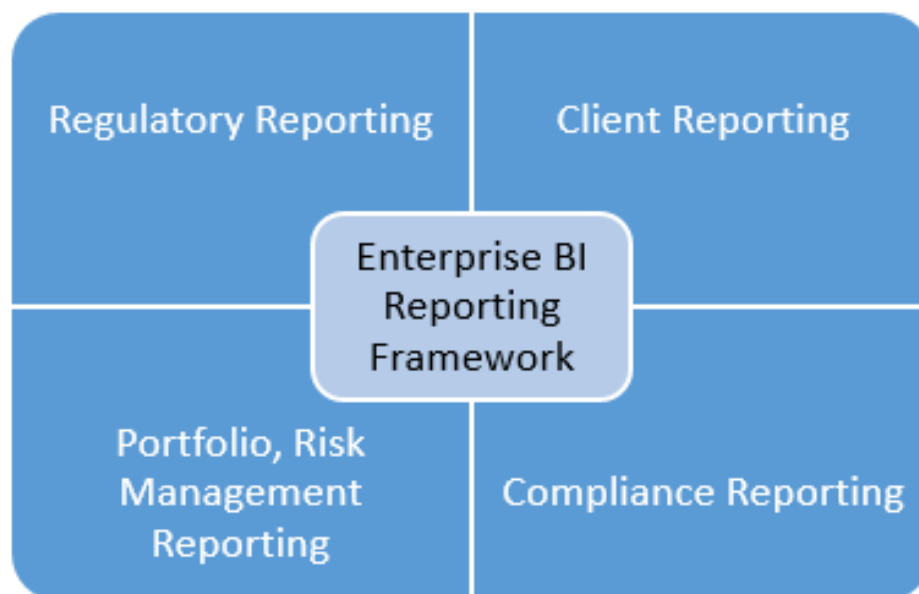 Regulatory Reporting
Client Reporting
Enterprise BI
Reporting
Framework
Portfolio, Risk
Management
Reporting
Compliance Reporting